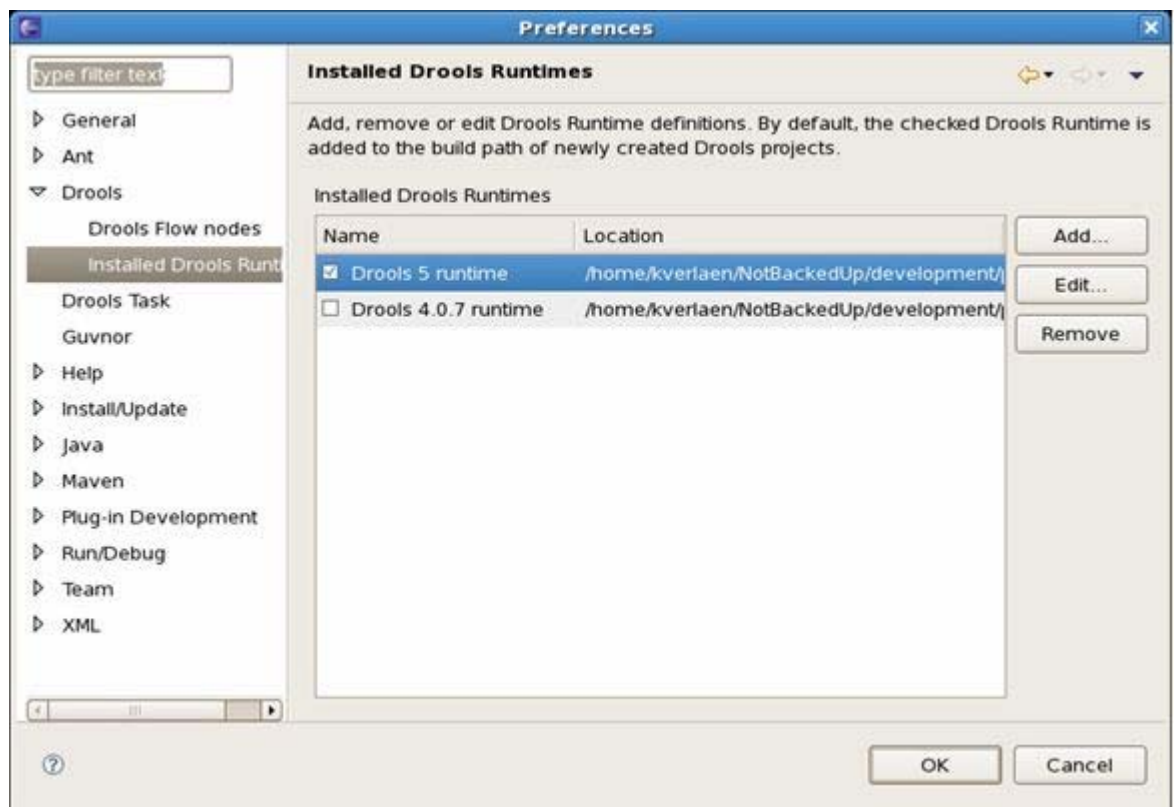 Preferences
type filter text
General
Ant
Drools
Drools Flow nodes
Installed Drools Runt
Drools Task
Guvnor
Help
Install/Update
Java
Maven
Plug-in Development
Run/Debug
Team
XML
Installed Drools Runtimes
Add, remove or edit Drools Runtime definitions. By default, the checked Drools Runtime is
added to the build path of newly created Drools projects.
Installed Drools Runtimes
Name Location
Drools 5 runtime /home/kverlaen/NotBackedUp/development/
Drools 4.0.7 runtime /home/kverlaen/NotBackedUp/development/
Add...
Edit...
Remove
OK
Cancel